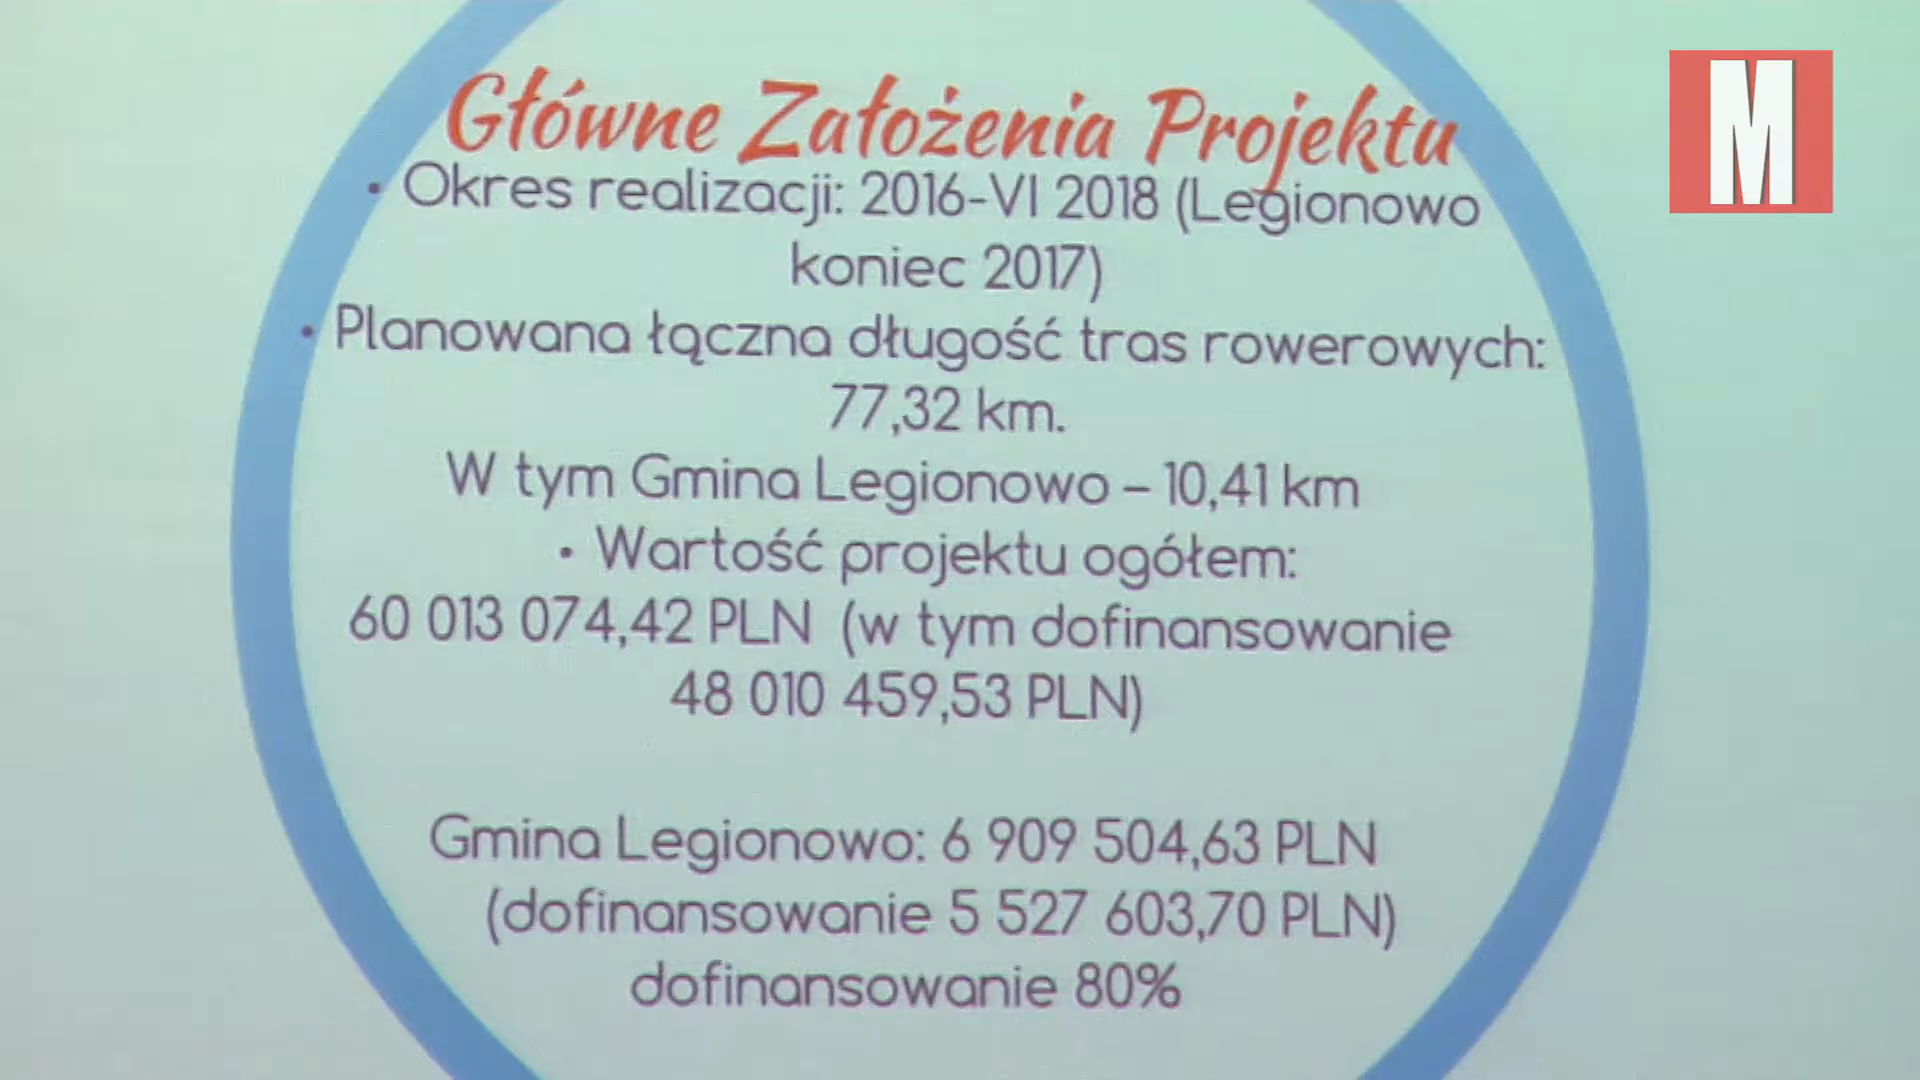 Główne Założenia Projektu
M
• Okres realizacji: 2016-VI 2018 (Legionowo
koniec 2017)
• Planowana łączna długość tras rowerowych:
77,32 km.
W tym Gmina Legionowo – 10,41 km
• Wartość projektu ogółem:
60 013 074,42 PLN (w tym dofinansowanie
48 010 459,53 PLN)
Gmina Legionowo: 6 909 504,63 PLN
(dofinansowanie 5 527 603,70 PLN)
dofinansowanie 80%